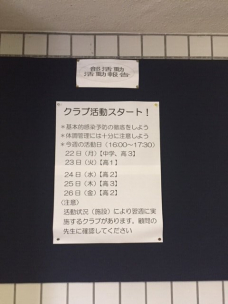 部活動
活動報告
クラブ活動スタート！
＊基本的感染予防の徹底をしよう
＊体調管理には十分に注意しよう
＊今週の活動日（16:00～17:30）
22日（月）【中学、高3】
23日（火）【高1】
24日（水）【高2】
25日（木）【高3】
26日（金）【高2】
〈注意〉
活動状況（施設）により翌週に実
施するクラブがあります。顧問の
先生に確認してください